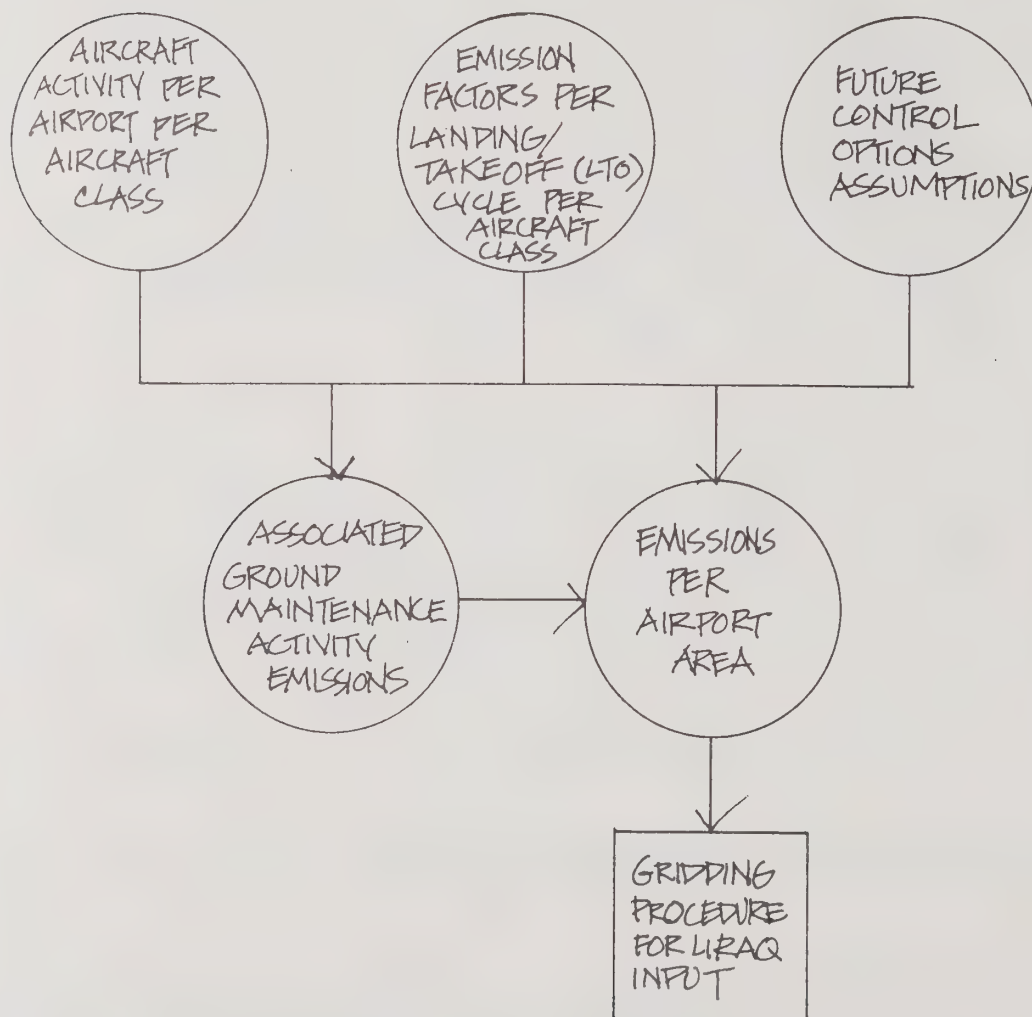 AIRCRAFT
ACTIVITY PER
AIRPORT PER
AIRCRAFT
CLASS
EMISSION
FACTORS PER
LANDING/
TAKEOFF (LTO)
CYCLE PER
AIRCRAFT
CLASS
FUTURE
CONTROL
OPTIONS
ASSUMPTIONS
ASSOCIATED
GROUND
MAINTENANCE
ACTIVITY
EMISSIONS
EMISSIONS
PER
AIRPORT
AREA
GRIDDING
PROCEDURE
FOR LIRAQ
INPUT